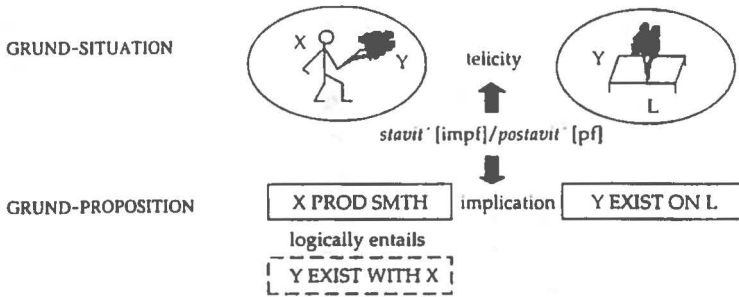 GRUND-SITUATION
X
Y
telicity
Y
L
stavit' [impf]/postavit' [pf]
GRUND-PROPOSITION
X PROD SMTH
implication
Y EXIST ON L
logically entails
Y EXIST WITH X